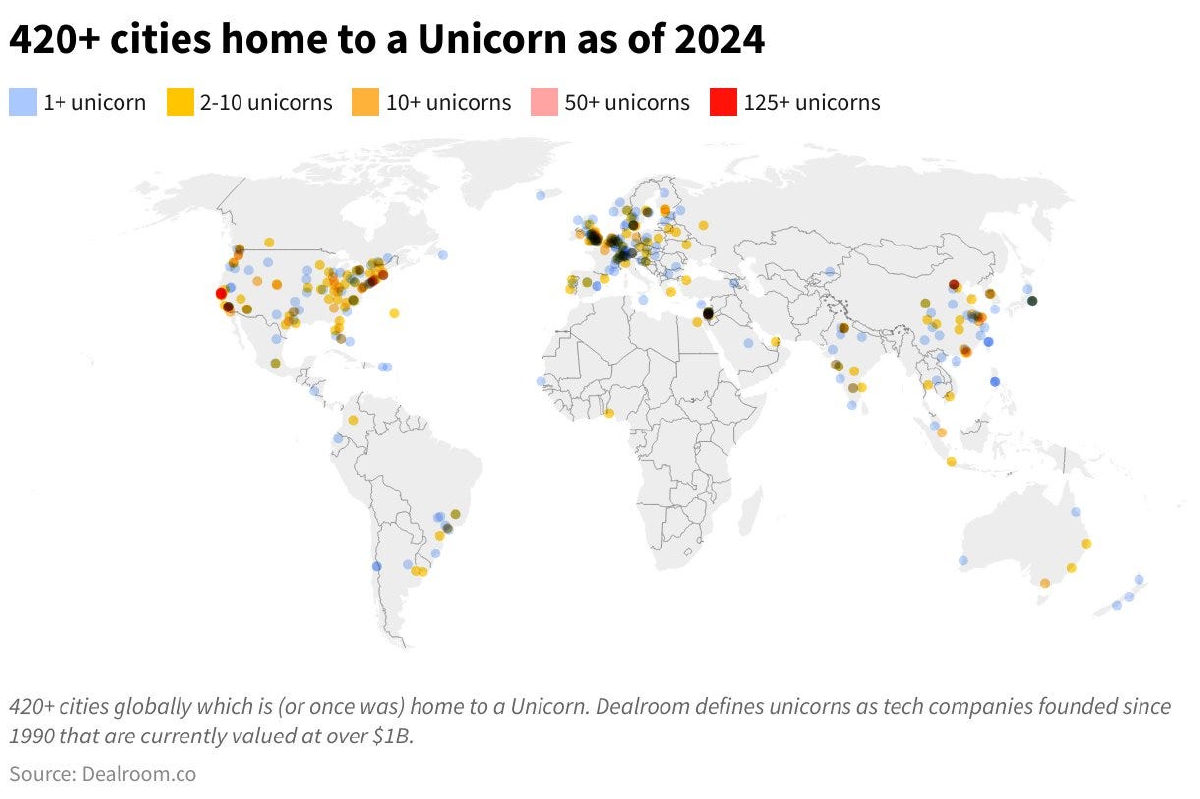 420+ cities home to a Unicorn as of 2024
1+ unicorn 2-10 unicorns 10+ unicorns 50+ unicorns 125+ unicorns
420+ cities globally which is (or once was) home to a Unicorn. Dealroom defines unicorns as tech companies founded since
1990 that are currently valued at over $1B.
Source: Dealroom.co